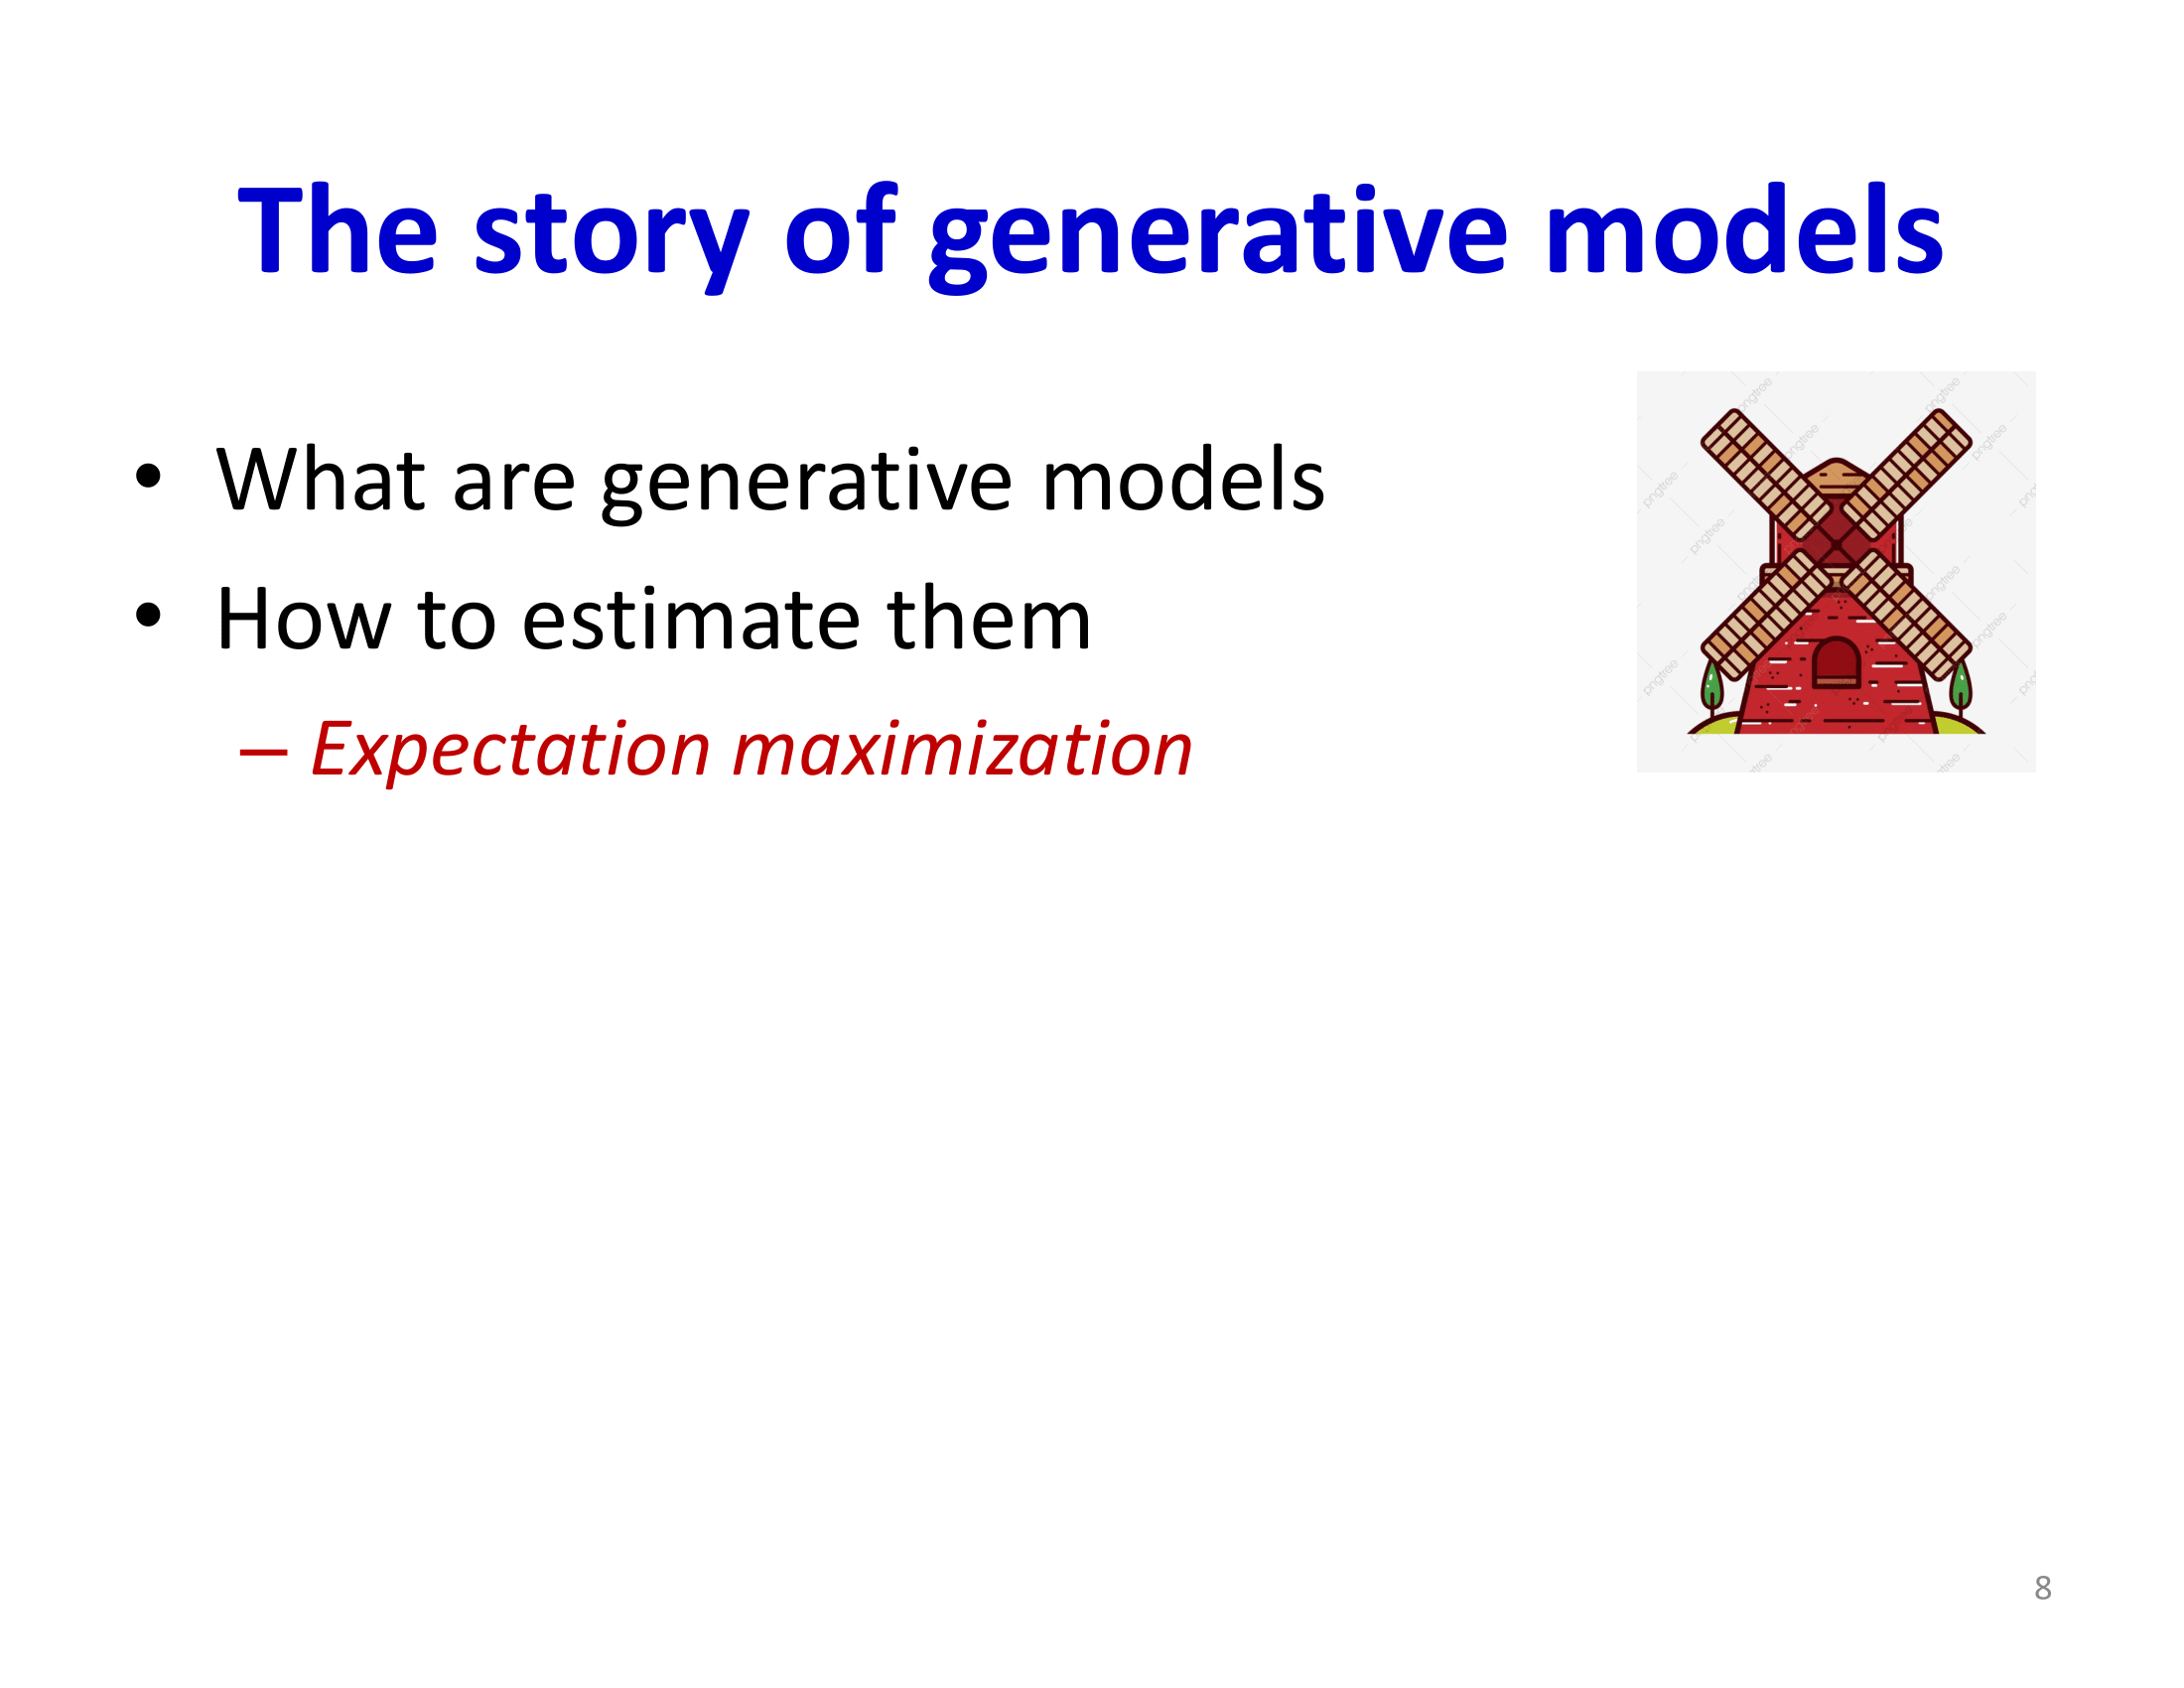 The story of generative models
• What are generative models
• How to estimate them
– Expectation maximization
pngtree
8